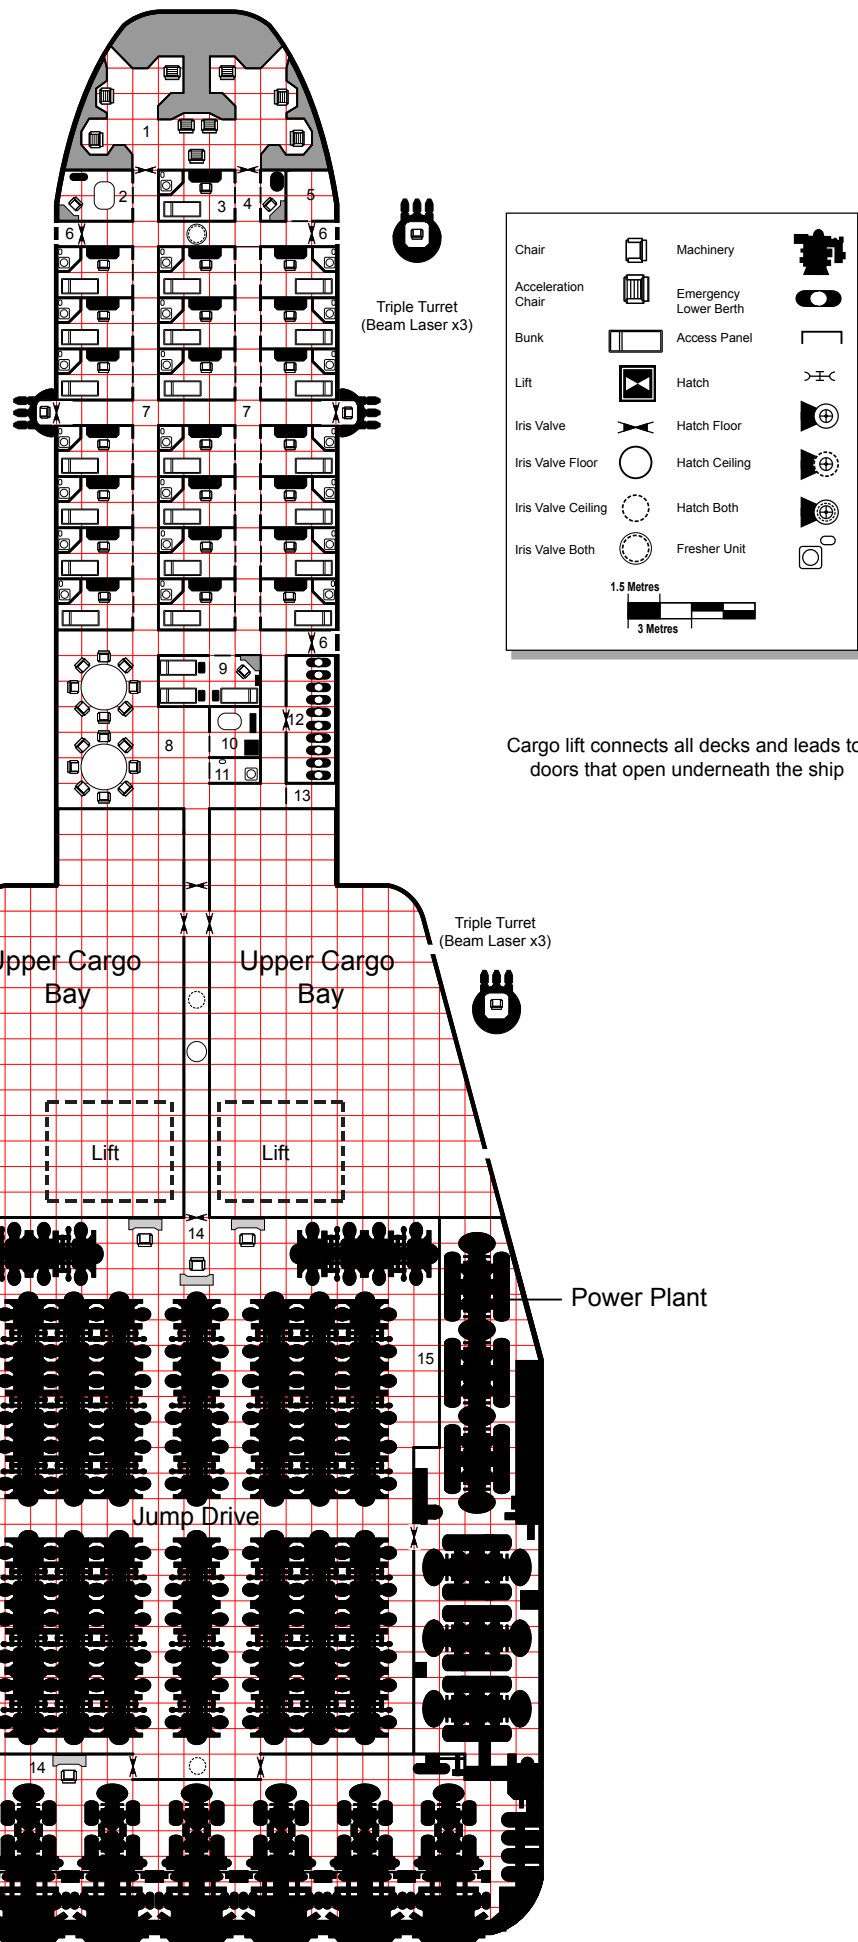 1
2
3
4
5
6
6
Triple Turret
(Beam Laser x3)
7
7
Chair
Machinery
Acceleration
Chair
Emergency
Lower Berth
Bunk
Access Panel
Lift
Hatch
Iris Valve
Hatch Floor
Iris Valve Floor
Hatch Ceiling
Iris Valve Ceiling
Hatch Both
Iris Valve Both
Fresher Unit
1.5 Metres
3 Metres
6
9
12
8
10
11
13
Cargo lift connects all decks and leads to
doors that open underneath the ship
Triple Turret
(Beam Laser x3)
Upper Cargo
Bay
Upper Cargo
Bay
Lift
Lift
14
Power Plant
15
Jump Drive
14